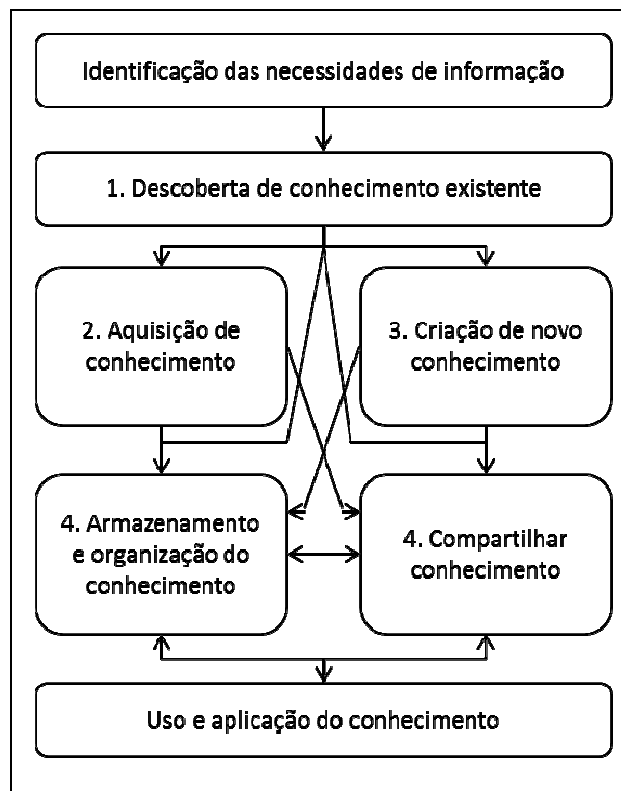 Identificação das necessidades de informação
1. Descoberta de conhecimento existente
2. Aquisição de
conhecimento
3. Criação de novo
conhecimento
4. Armazenamento
e organização do
conhecimento
4. Compartilhar
conhecimento
Uso e aplicação do conhecimento